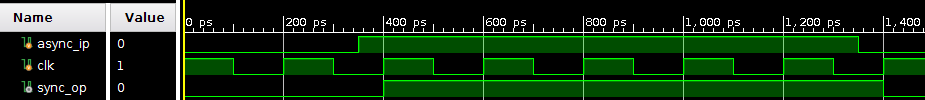 Name Value 0 ps 200 ps 400 ps 600 ps 800 ps 1,000 ps 1,200 ps 1,400
async_ip 0
clk 1
sync_op 0